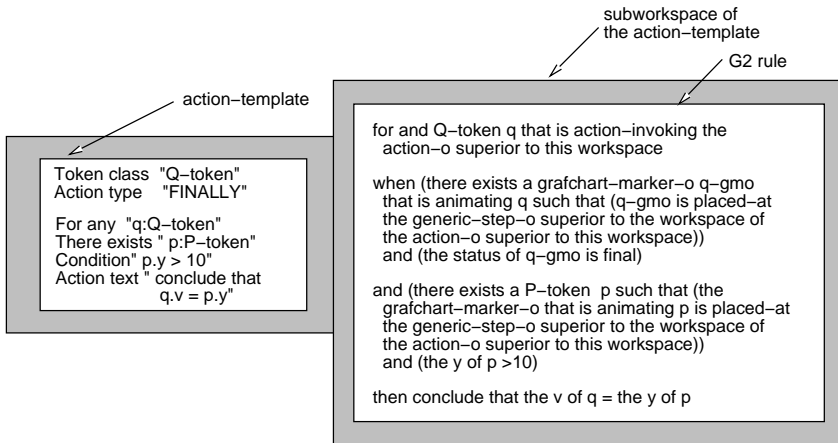 subworkspace of
the action−template
G2 rule
action−template
Token class "Q−token"
Action type "FINALLY"
For any "q:Q−token"
There exists " p:P−token"
Condition" p.y > 10"
Action text " conclude that
q.v = p.y"
for and Q−token q that is action−invoking the
action−o superior to this workspace
when (there exists a grafchart−marker−o q−gmo
that is animating q such that (q−gmo is placed−at
the generic−step−o superior to the workspace of
the action−o superior to this workspace))
and (the status of q−gmo is final)
and (there exists a P−token p such that (the
grafchart−marker−o that is animating p is placed−at
the generic−step−o superior to the workspace of
the action−o superior to this workspace))
and (the y of p >10)
then conclude that the v of q = the y of p